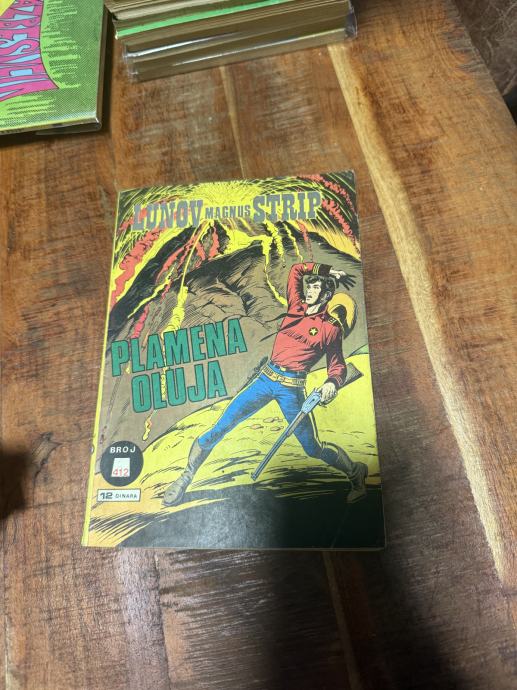 LUNOV MAGNUS STRIP
PLAMENA
OLUJA
BROJ
412
12 DINARA